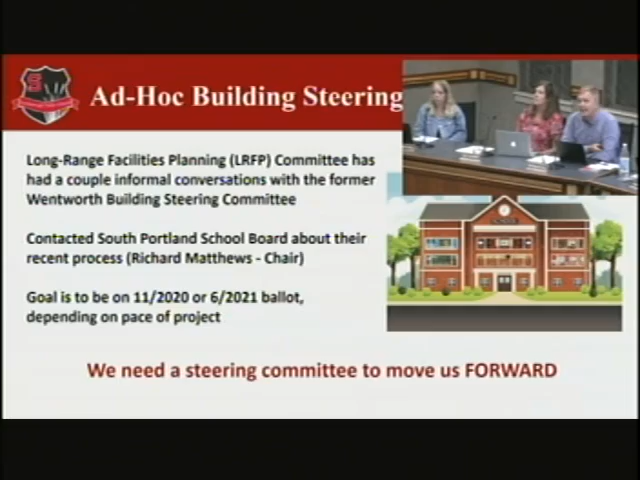 S
Ad-Hoc Building Steering
Long-Range Facilities Planning (LRFP) Committee has
had a couple informal conversations with the former
Wentworth Building Steering Committee
Contacted South Portland School Board about their
recent process (Richard Matthews - Chair)
Goal is to be on 11/2020 or 6/2021 ballot,
depending on pace of project
We need a steering committee to move us FORWARD